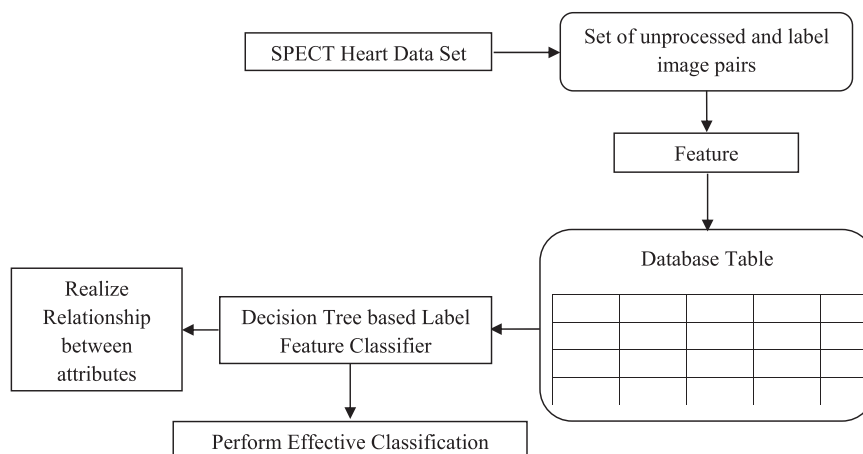 SPECT Heart Data Set
Set of unprocessed and label
image pairs
Feature
Database Table
Realize
Relationship
between
attributes
Decision Tree based Label
Feature Classifier
Perform Effective Classification